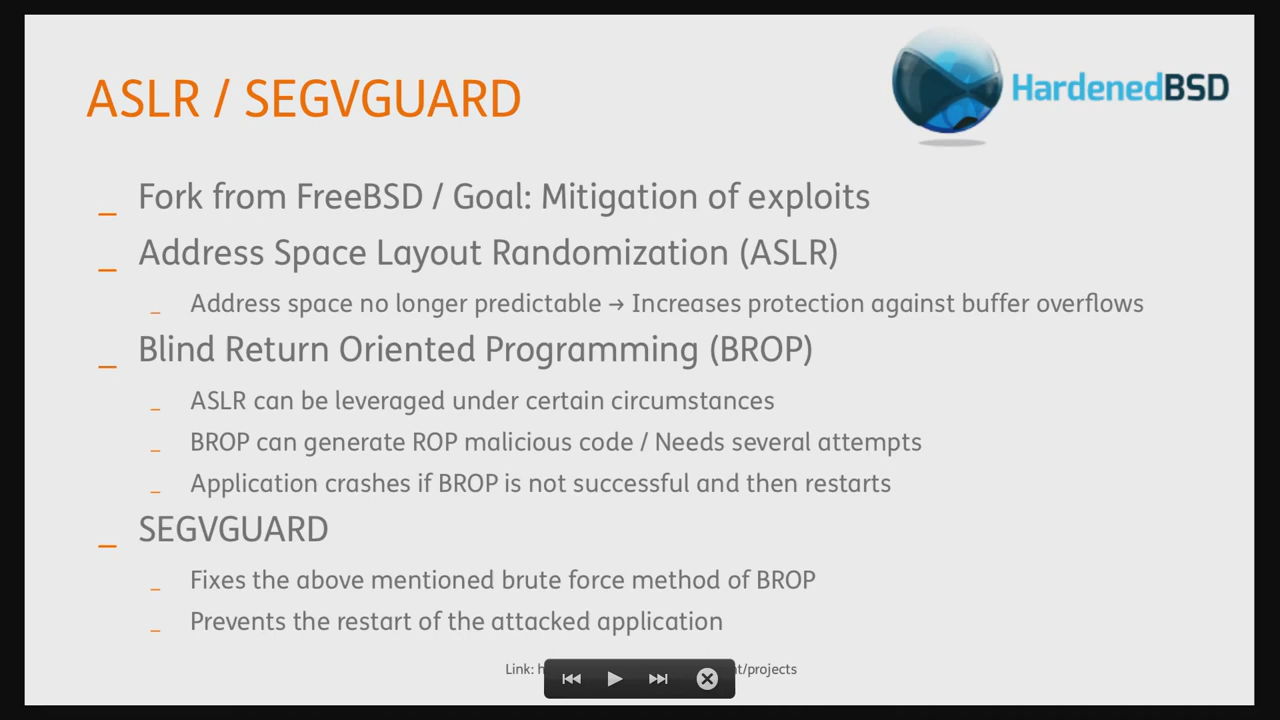 ASLR / SEGVGUARD
HardenedBSD
_ Fork from FreeBSD / Goal: Mitigation of exploits
_ Address Space Layout Randomization (ASLR)
_ Address space no longer predictable → Increases protection against buffer overflows
_ Blind Return Oriented Programming (BROP)
_ ASLR can be leveraged under certain circumstances
_ BROP can generate ROP malicious code / Needs several attempts
_ Application crashes if BROP is not successful and then restarts
_ SEGVGUARD
_ Fixes the above mentioned brute force method of BROP
_ Prevents the restart of the attacked application
Link: t/projects